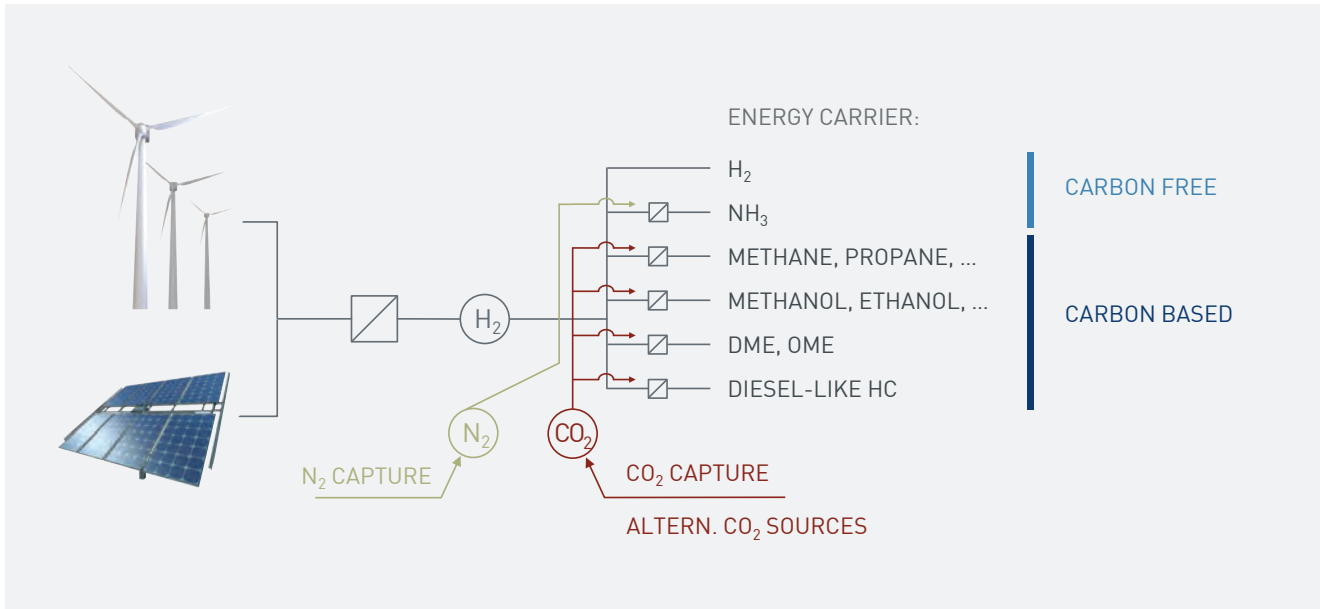 ENERGY CARRIER:
H₂
NH₃
METHANE, PROPANE, ...
METHANOL, ETHANOL, ...
DME, OME
DIESEL-LIKE HC
CARBON FREE
CARBON BASED
H₂
N₂
CO₂
N₂ CAPTURE
CO₂ CAPTURE
ALTERN. CO₂ SOURCES